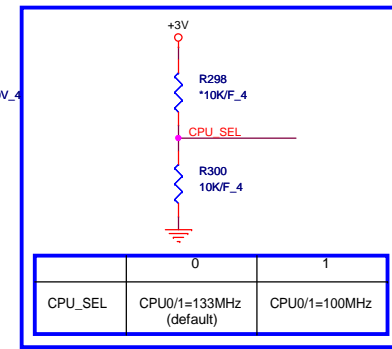 +3V
R298
*10K/F_4
V_4
CPU_SEL
R300
10K/F_4
0 1
CPU_SEL CPU0/1=133MHz CPU0/1=100MHz
(default)